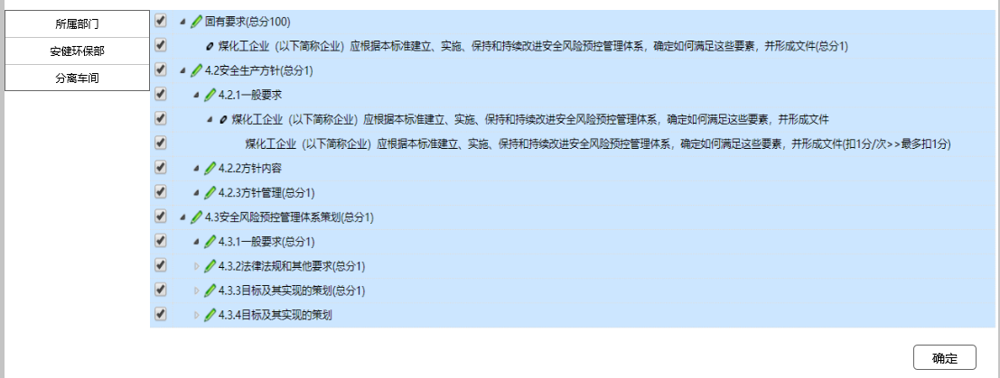 所属部门
安健环保部
分离车间
固有要求(总分100)
煤化工企业（以下简称企业）应根据本标准建立、实施、保持和持续改进安全风险预控管理体系，确定如何满足这些要素，并形成文件(总分1)
4.2安全生产方针(总分1)
4.2.1一般要求
煤化工企业（以下简称企业）应根据本标准建立、实施、保持和持续改进安全风险预控管理体系，确定如何满足这些要素，并形成文件
煤化工企业（以下简称企业）应根据本标准建立、实施、保持和持续改进安全风险预控管理体系，确定如何满足这些要素，并形成文件(扣1分/次>>最多扣1分)
4.2.2方针内容
4.2.3方针管理(总分1)
4.3安全风险预控管理体系策划(总分1)
4.3.1一般要求(总分1)
4.3.2法律法规和其他要求(总分1)
4.3.3目标及其实现的策划(总分1)
4.3.4目标及其实现的策划
确定